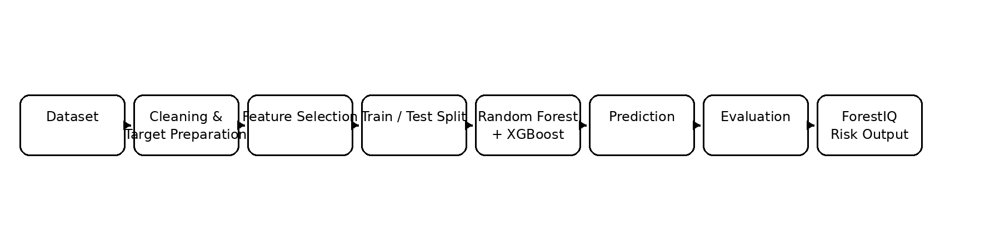 Dataset
Cleaning &
Target Preparation
Feature Selection
Train / Test Split
Random Forest
+ XGBoost
Prediction
Evaluation
ForestIQ
Risk Output